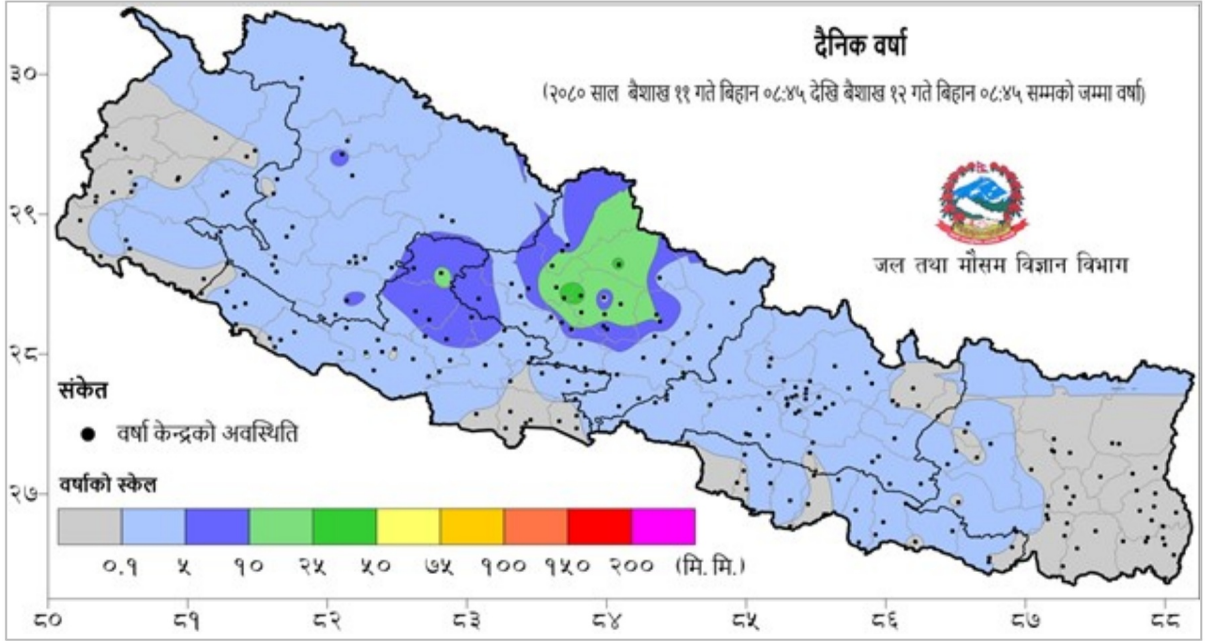 दैनिक वर्षा
(२०८० साल बैशाख ११ गते बिहान ०८:४५ देखि बैशाख १२ गते बिहान ०८:४५ सम्मको जम्मा वर्षा)
जल तथा मौसम विज्ञान विभाग
३०
२९
२८
२७
संकेत
वर्षा केन्द्रको अवस्थिति
वर्षाको स्केल
०.१ ५ १० २५ ५० ७५ १०० १५० २०० (मि.मि.)
८० ८१ ८२ ८३ ८४ ८५ ८६ ८७ ८८